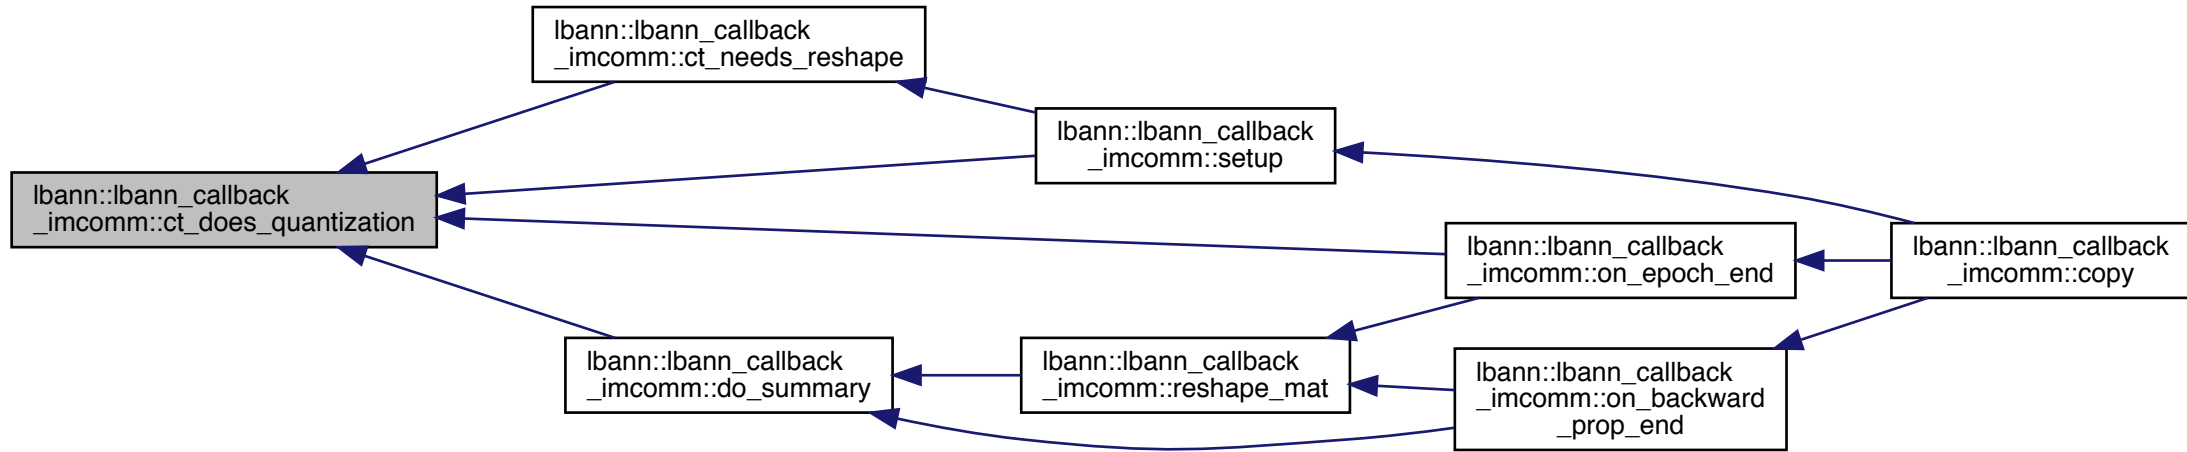 lbann::lbann_callback
_imcomm::ct_needs_reshape
lbann::lbann_callback
_imcomm::setup
lbann::lbann_callback
_imcomm::ct_does_quantization
lbann::lbann_callback
_imcomm::on_epoch_end
lbann::lbann_callback
_imcomm::copy
lbann::lbann_callback
_imcomm::do_summary
lbann::lbann_callback
_imcomm::reshape_mat
lbann::lbann_callback
_imcomm::on_backward
_prop_end